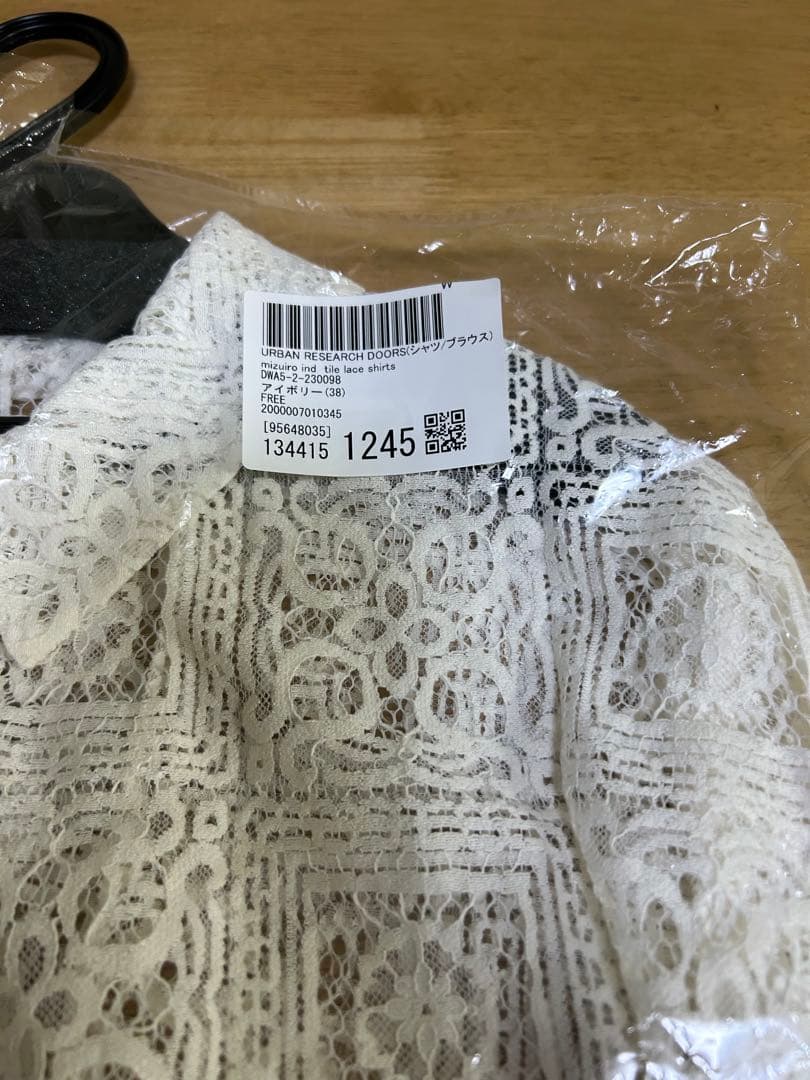 W
URBAN RESEARCH DOORS(シャツ/ブラウス)
mizuiro ind tile lace shirts
DWA5-2-230098
アイボリー(38)
FREE
2000007010345
[95648035]
134415 1245